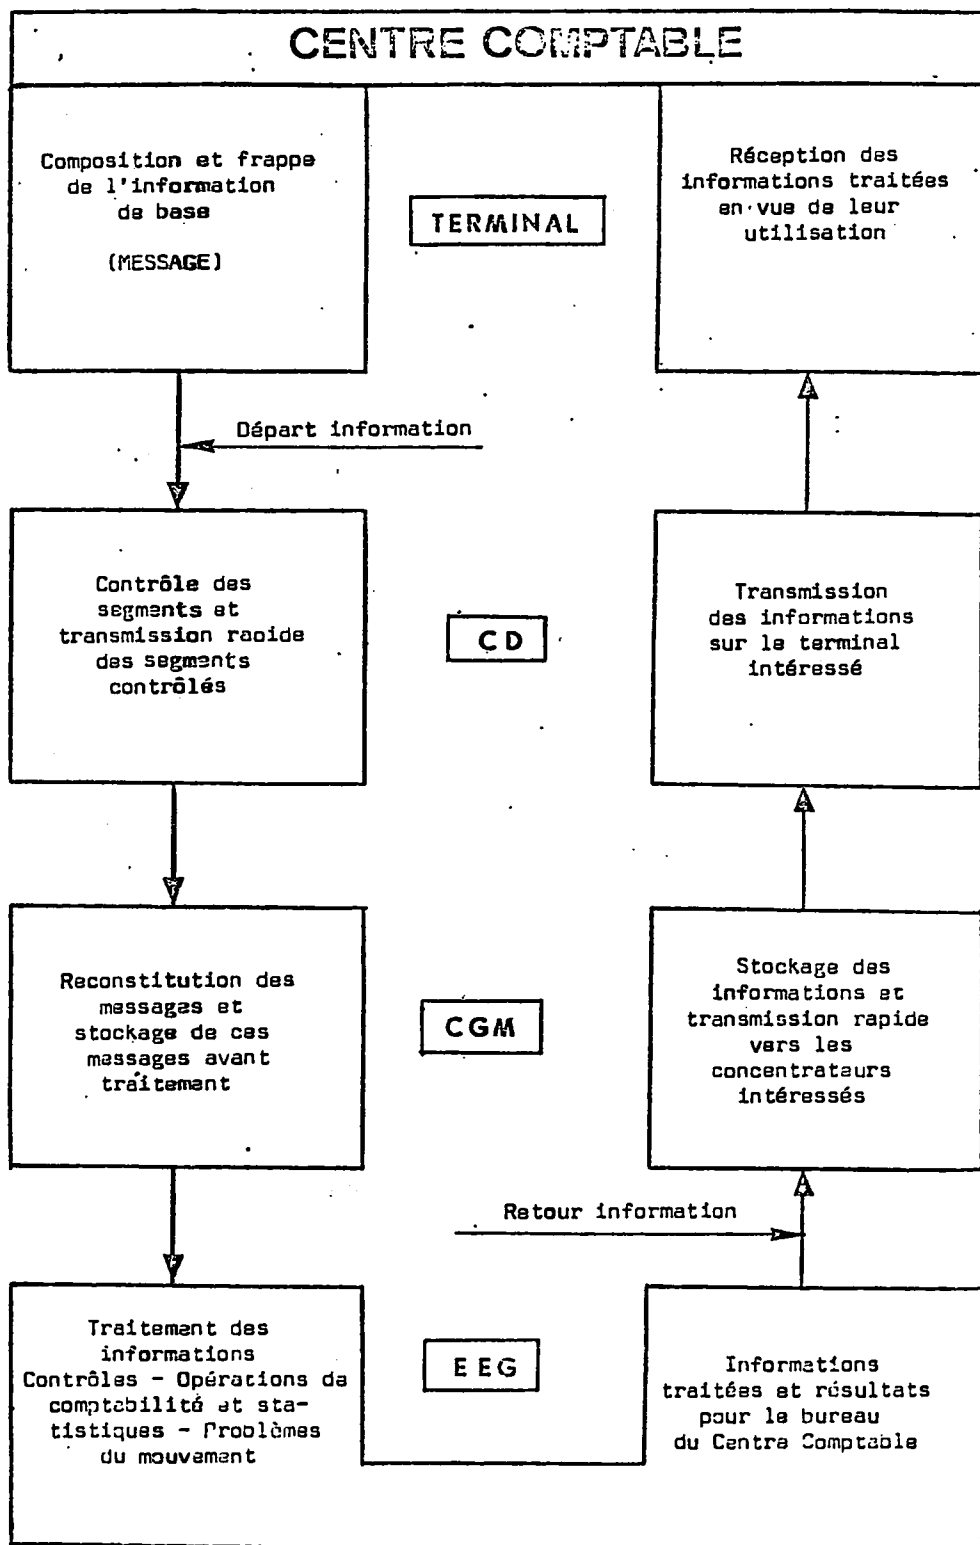 CENTRE COMPTABLE
Composition et frappe
de l'information
de base
(MESSAGE)
TERMINAL
Réception des
informations traitées
en vue de leur
utilisation
Départ information
Contrôle des
segments et
transmission rapide
des segments
contrôlés
CD
Transmission
des informations
sur le terminal
intéressé
Reconstitution des
messages et
stockage de ces
messages avant
traitement
CGM
Stockage des
informations et
transmission rapide
vers les
concentrateurs
intéressés
Retour information
Traitement des
informations
Contrôles - Opérations de
comptabilité et sta-
tistiques - Problèmes
du mouvement
EEG
Informations
traitées et résultats
pour le bureau
du Centre Comptable